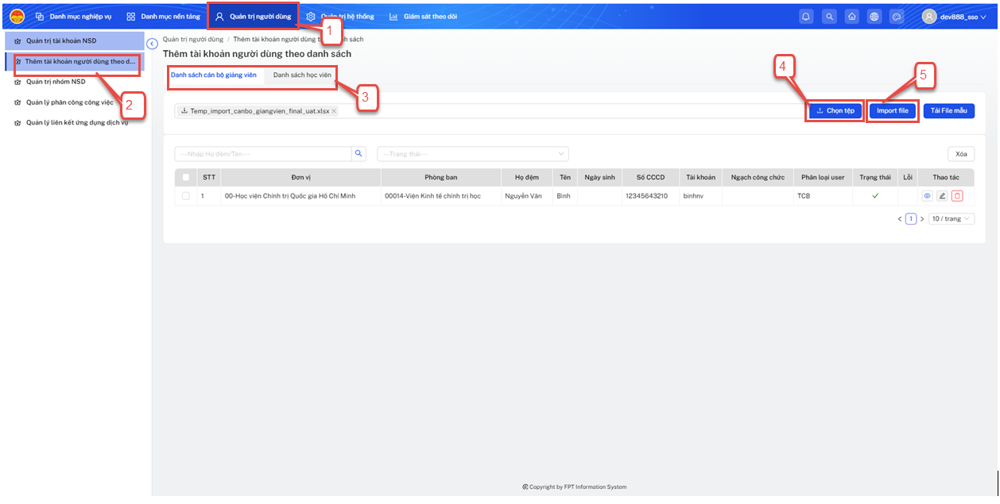 Danh mục nghiệp vụ Danh mục nền tảng Quản trị người dùng Quản trị hệ thống Giám sát theo dõi dev888_sso
1
Quản trị tài khoản NSD
Thêm tài khoản người dùng theo d...
Quản trị nhóm NSD
Quản lý phân công công việc
Quản lý liên kết ứng dụng dịch vụ
2
Quản trị người dùng / Thêm tài khoản người dùng t sách
Thêm tài khoản người dùng theo danh sách
Danh sách cán bộ giảng viên Danh sách học viên
3
4
5
Temp_import_canbo_giangvien_final_uat.xlsx Chọn tệp Import file Tải File mẫu
---Nhập Họ đệm/Tên--- ---Trạng thái--- Xóa
STT Đơn vị Phòng ban Họ đệm Tên Ngày sinh Số CCCD Tài khoản Ngạch công chức Phân loại user Trạng thái Lỗi Thao tác
1 00-Học viện Chính trị Quốc gia Hồ Chí Minh 00014-Viện Kinh tế chính trị học Nguyễn Văn Bình 12345643210 binhnv TCB
1 10 / trang
© Copyright by FPT Information System